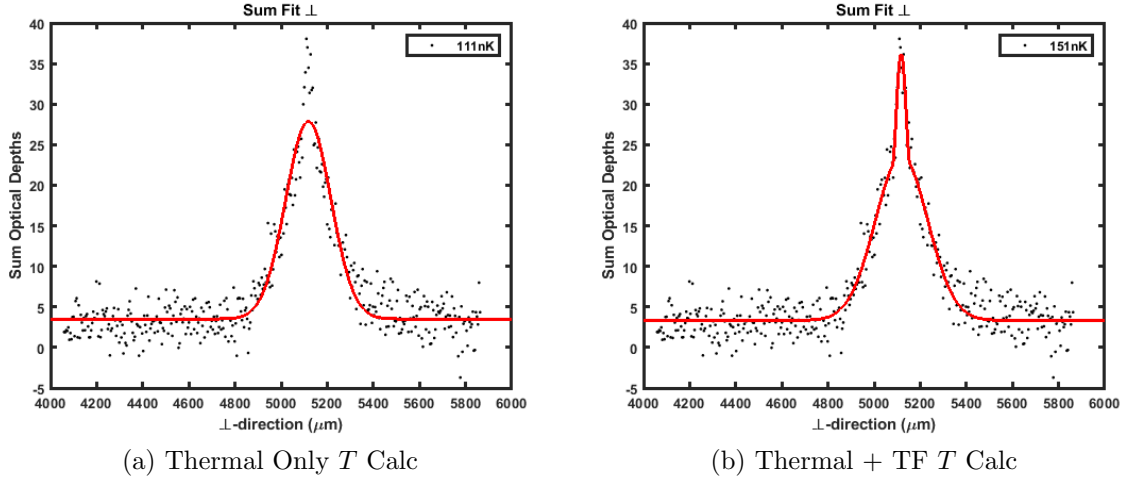 Sum Fit ⊥
111nK
40
35
30
25
20
15
10
5
0
-5
Sum Optical Depths
4000 4200 4400 4600 4800 5000 5200 5400 5600 5800 6000
⊥-direction (μm)
(a) Thermal Only T Calc
Sum Fit ⊥
151nK
40
35
30
25
20
15
10
5
0
-5
Sum Optical Depths
4000 4200 4400 4600 4800 5000 5200 5400 5600 5800 6000
⊥-direction (μm)
(b) Thermal + TF T Calc